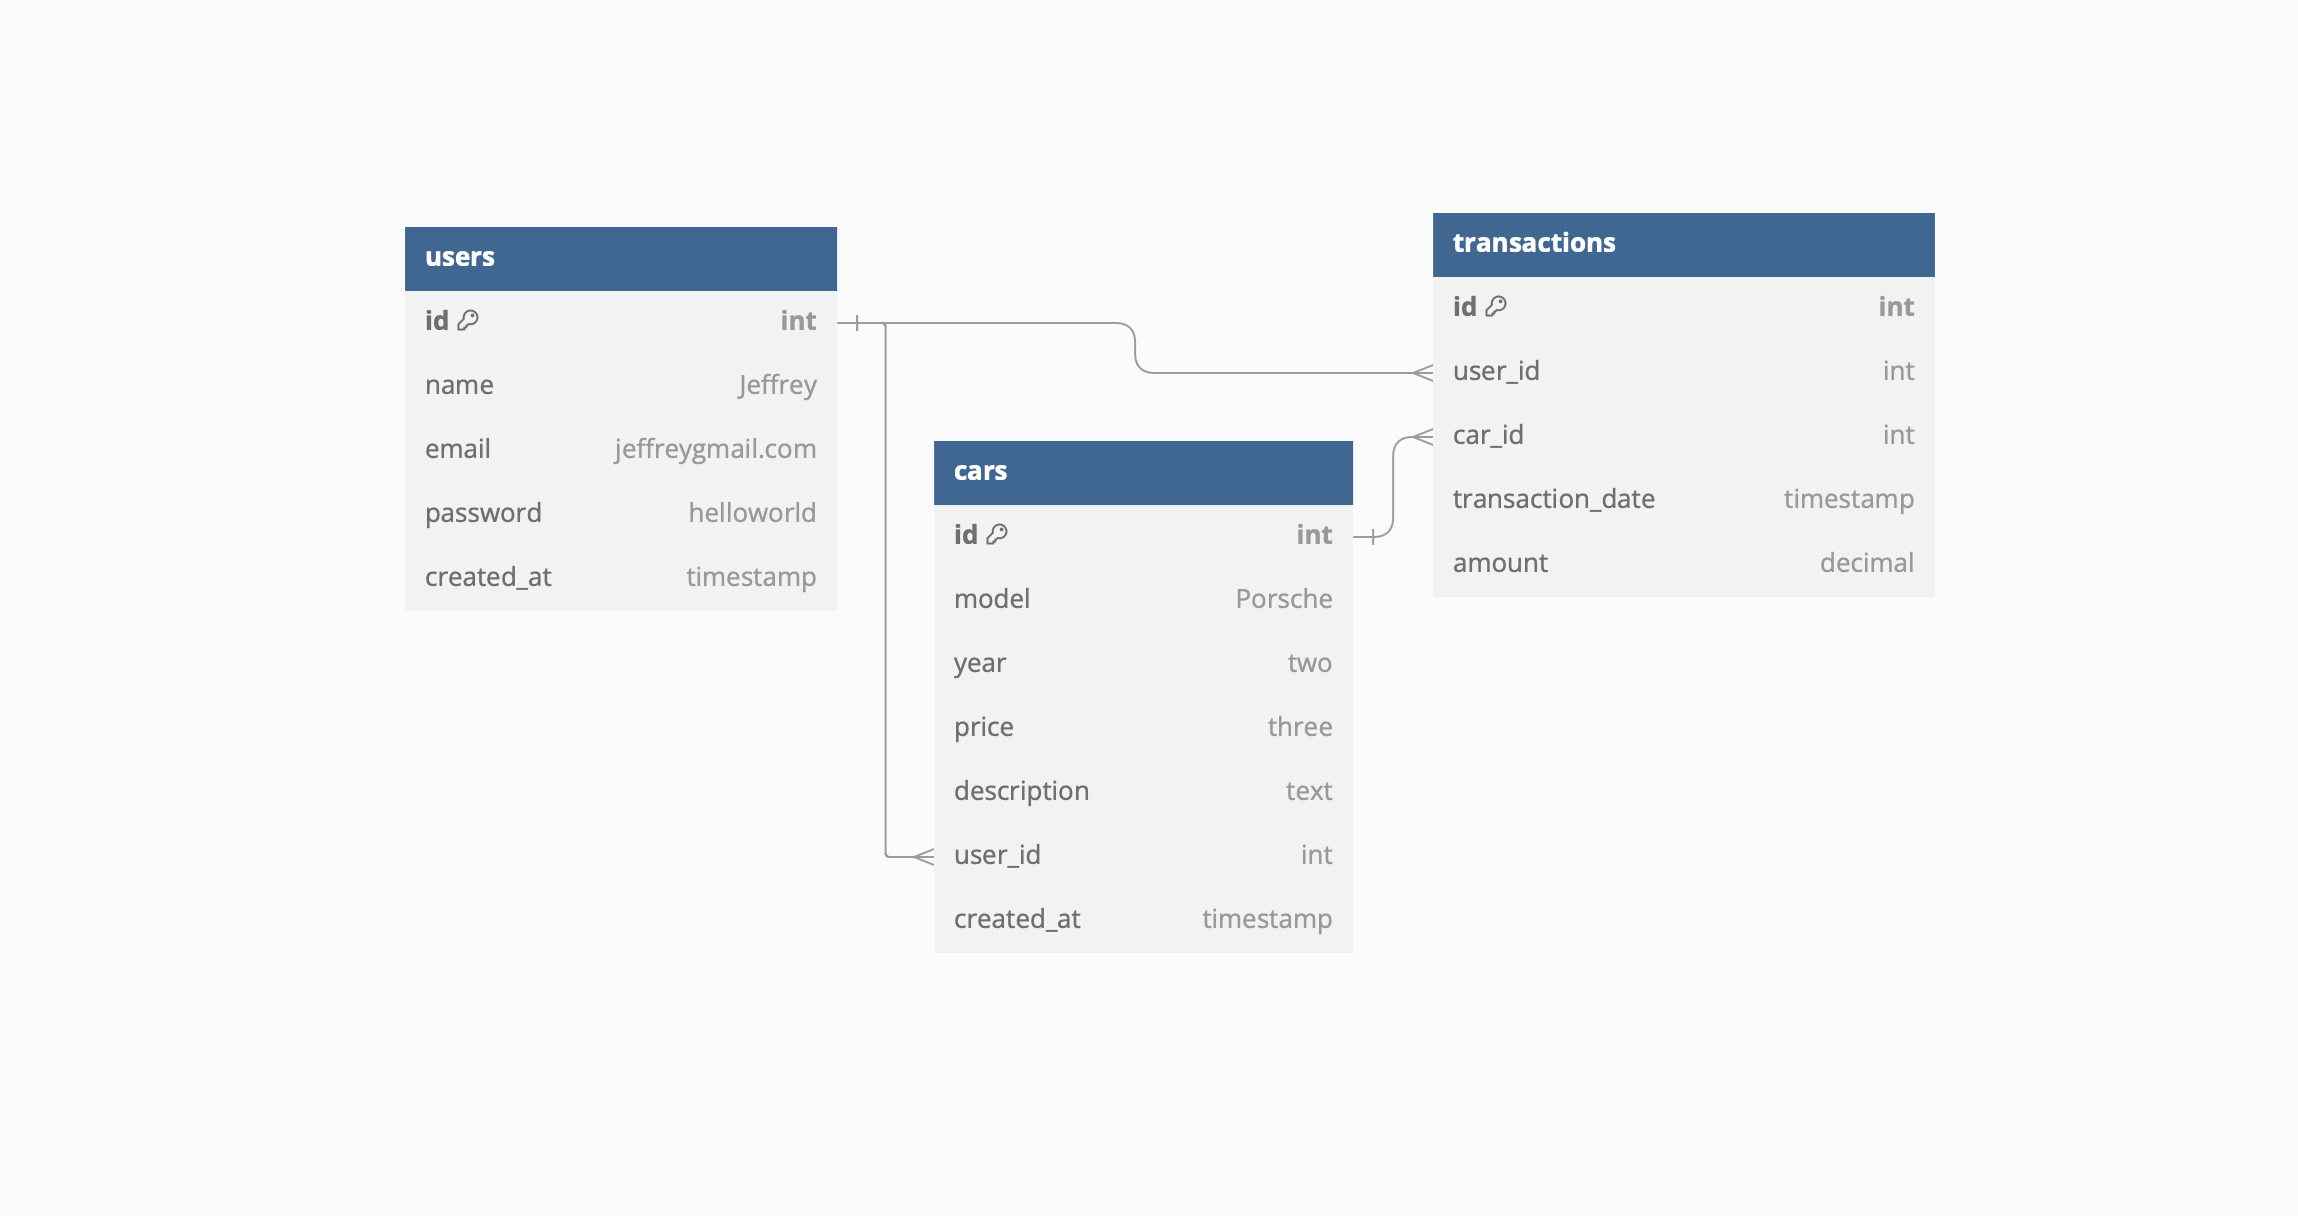 users
id int
name Jeffrey
email jeffreygmail.com
password helloworld
created_at timestamp
cars
id int
model Porsche
year two
price three
description text
user_id int
created_at timestamp
transactions
id int
user_id int
car_id int
transaction_date timestamp
amount decimal